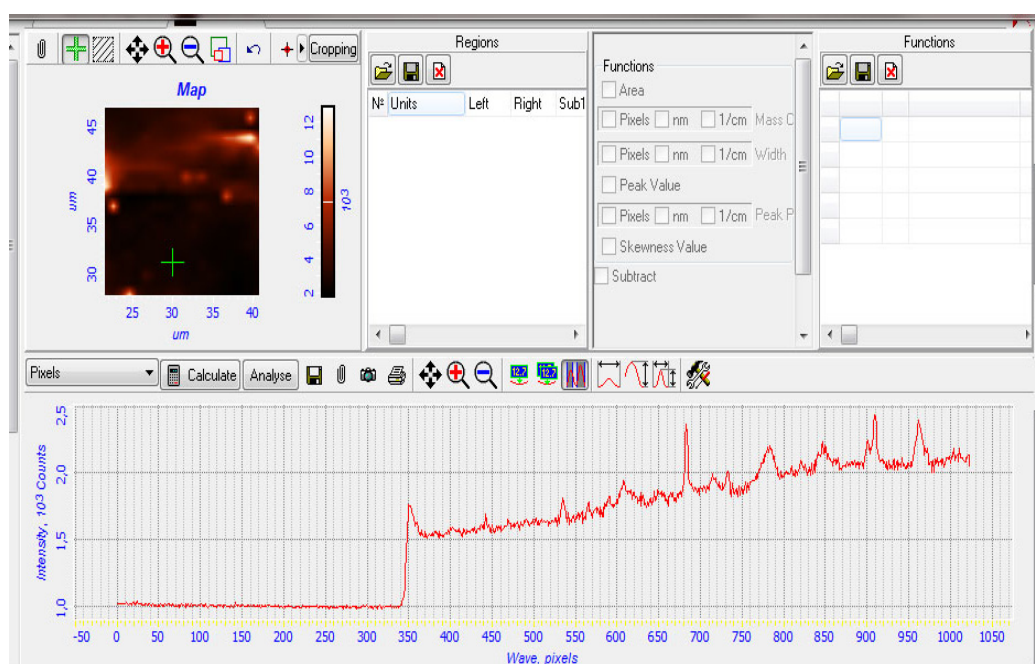 Cropping
Map
45
40
35
30
um
25 30 35 40
um
12
10
8
6
4
2
10³
Regions
Nº Units Left Right Sub1
Functions
Area
Pixels nm 1/cm Mass C
Pixels nm 1/cm Width
Peak Value
Pixels nm 1/cm Peak P
Skewness Value
Subtract
Functions
Pixels Calculate Analyse
12.7 12.7
2,5
2,0
1,5
1,0
Intensity, 10³ Counts
-50 0 50 100 150 200 250 300 350 400 450 500 550 600 650 700 750 800 850 900 950 1000 1050
Wave, pixels